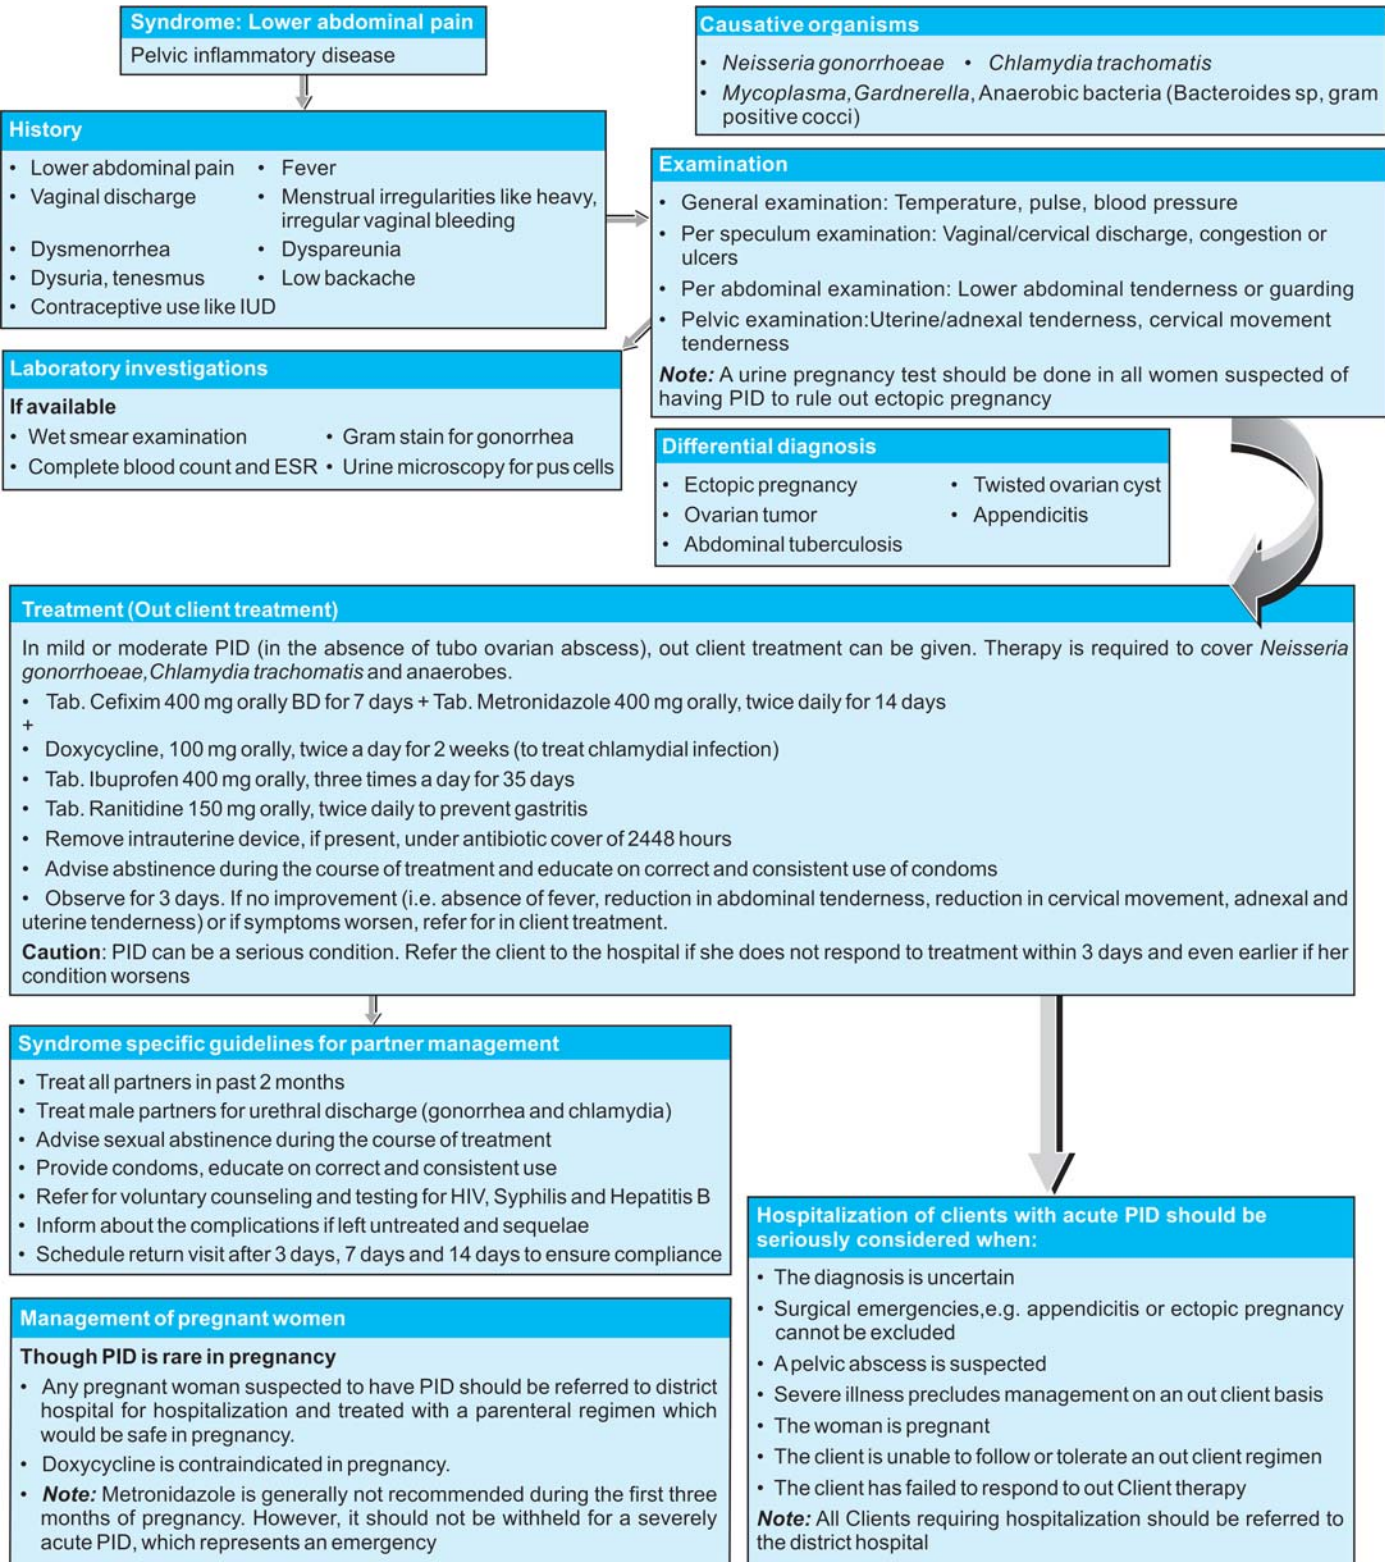 Syndrome: Lower abdominal pain
Pelvic inflammatory disease
Causative organisms
• Neisseria gonorrhoeae • Chlamydia trachomatis
• Mycoplasma, Gardnerella, Anaerobic bacteria (Bacteroides sp, gram
positive cocci)
History
• Lower abdominal pain • Fever
• Vaginal discharge • Menstrual irregularities like heavy,
irregular vaginal bleeding
• Dysmenorrhea • Dyspareunia
• Dysuria, tenesmus • Low backache
• Contraceptive use like IUD
Examination
• General examination: Temperature, pulse, blood pressure
• Per speculum examination: Vaginal/cervical discharge, congestion or
ulcers
• Per abdominal examination: Lower abdominal tenderness or guarding
• Pelvic examination:Uterine/adnexal tenderness, cervical movement
tenderness
Note: A urine pregnancy test should be done in all women suspected of
having PID to rule out ectopic pregnancy
Laboratory investigations
If available
• Wet smear examination • Gram stain for gonorrhea
• Complete blood count and ESR • Urine microscopy for pus cells
Differential diagnosis
• Ectopic pregnancy • Twisted ovarian cyst
• Ovarian tumor • Appendicitis
• Abdominal tuberculosis
Treatment (Out client treatment)
In mild or moderate PID (in the absence of tubo ovarian abscess), out client treatment can be given. Therapy is required to cover Neisseria
gonorrhoeae, Chlamydia trachomatis and anaerobes.
• Tab. Cefixim 400 mg orally BD for 7 days + Tab. Metronidazole 400 mg orally, twice daily for 14 days
+
• Doxycycline, 100 mg orally, twice a day for 2 weeks (to treat chlamydial infection)
• Tab. Ibuprofen 400 mg orally, three times a day for 35 days
• Tab. Ranitidine 150 mg orally, twice daily to prevent gastritis
• Remove intrauterine device, if present, under antibiotic cover of 2448 hours
• Advise abstinence during the course of treatment and educate on correct and consistent use of condoms
• Observe for 3 days. If no improvement (i.e. absence of fever, reduction in abdominal tenderness, reduction in cervical movement, adnexal and
uterine tenderness) or if symptoms worsen, refer for in client treatment.
Caution: PID can be a serious condition. Refer the client to the hospital if she does not respond to treatment within 3 days and even earlier if her
condition worsens
Syndrome specific guidelines for partner management
• Treat all partners in past 2 months
• Treat male partners for urethral discharge (gonorrhea and chlamydia)
• Advise sexual abstinence during the course of treatment
• Provide condoms, educate on correct and consistent use
• Refer for voluntary counseling and testing for HIV, Syphilis and Hepatitis B
• Inform about the complications if left untreated and sequelae
• Schedule return visit after 3 days, 7 days and 14 days to ensure compliance
Management of pregnant women
Though PID is rare in pregnancy
• Any pregnant woman suspected to have PID should be referred to district
hospital for hospitalization and treated with a parenteral regimen which
would be safe in pregnancy.
• Doxycycline is contraindicated in pregnancy.
• Note: Metronidazole is generally not recommended during the first three
months of pregnancy. However, it should not be withheld for a severely
acute PID, which represents an emergency
Hospitalization of clients with acute PID should be
seriously considered when:
• The diagnosis is uncertain
• Surgical emergencies,e.g. appendicitis or ectopic pregnancy
cannot be excluded
• A pelvic abscess is suspected
• Severe illness precludes management on an out client basis
• The woman is pregnant
• The client is unable to follow or tolerate an out client regimen
• The client has failed to respond to out Client therapy
Note: All Clients requiring hospitalization should be referred to
the district hospital